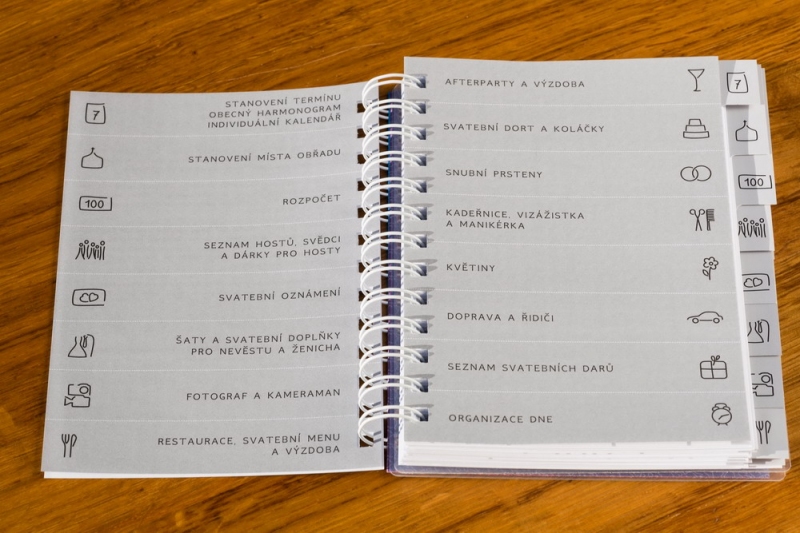 7
STANOVENÍ TERMÍNU
OBECNÝ HARMONOGRAM
INDIVIDUÁLNÍ KALENDÁŘ
STANOVENÍ MÍSTA OBŘADU
100
ROZPOČET
SEZNAM HOSTŮ, SVĚDCI
A DÁRKY PRO HOSTY
SVATEBNÍ OZNÁMENÍ
ŠATY A SVATEBNÍ DOPLŇKY
PRO NEVĚSTU A ŽENICHA
FOTOGRAF A KAMERAMAN
RESTAURACE, SVATEBNÍ MENU
A VÝZDOBA
AFTERPARTY A VÝZDOBA
SVATEBNÍ DORT A KOLÁČKY
SNUBNÍ PRSTENY
KADEŘNICE, VIZÁŽISTKA
A MANIKÉRKA
KVĚTINY
DOPRAVA A ŘIDIČI
SEZNAM SVATEBNÍCH DARŮ
ORGANIZACE DNE
7
100